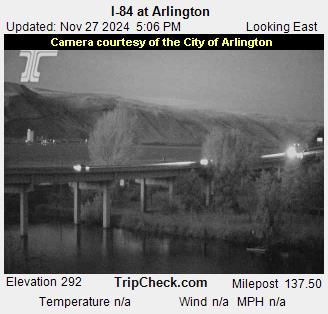 I-84 at Arlington
Updated: Nov 27 2024 5:06 PM Looking East
Camera courtesy of the City of Arlington
Elevation 292 TripCheck.com Milepost 137.50
Temperature n/a Wind n/a MPH n/a